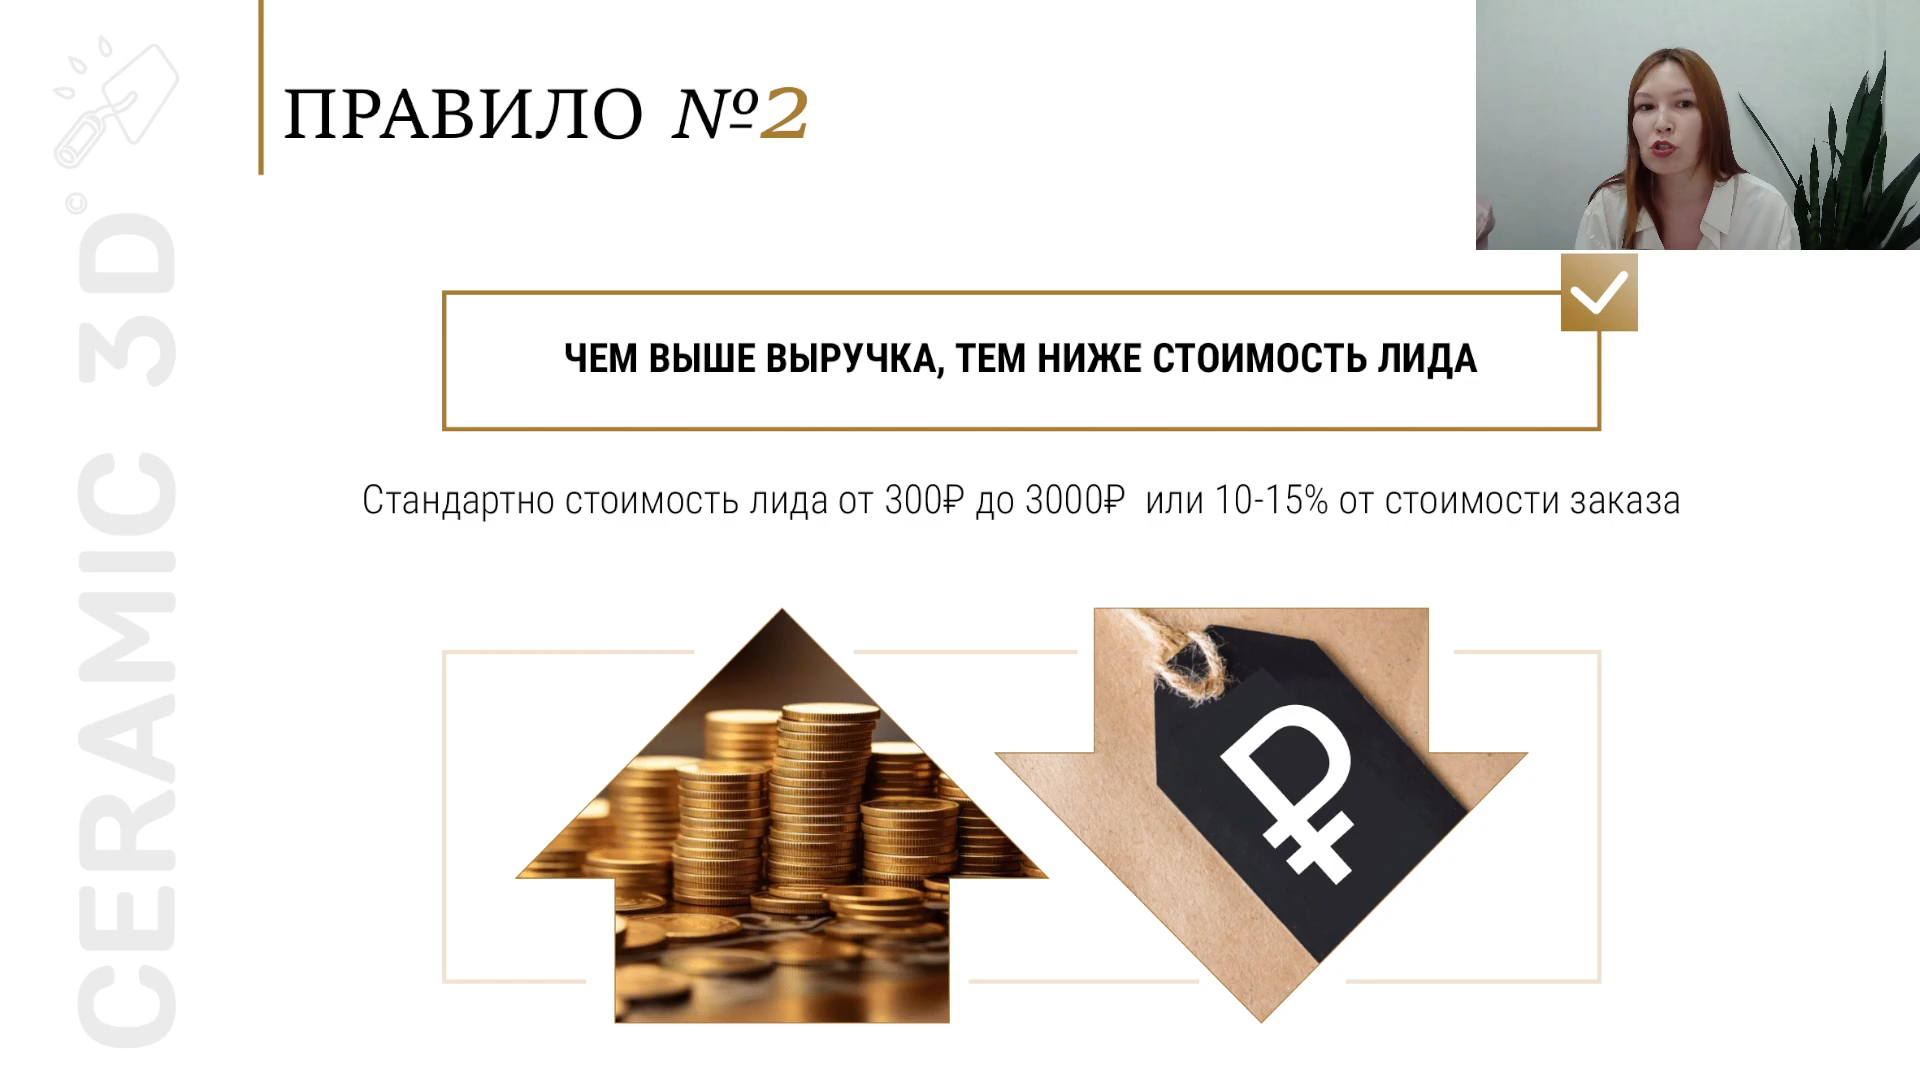 ПРАВИЛО №2
ЧЕМ ВЫШЕ ВЫРУЧКА, ТЕМ НИЖЕ СТОИМОСТЬ ЛИДА
Стандартно стоимость лида от 300₽ до 3000₽ или 10-15% от стоимости заказа
₽
CERAMIC 3D©